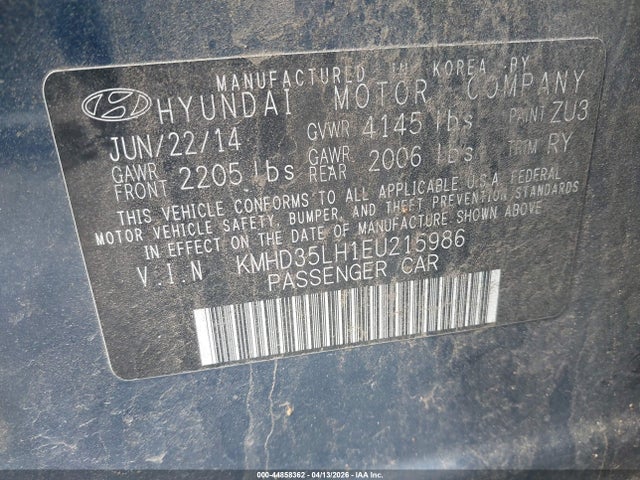 MANUFACTURED IN KOREA BY
HYUNDAI MOTOR COMPANY
JUN/22/14 GVWR 4145 lbs PAINT ZU3
GAWR FRONT 2205 lbs GAWR REAR 2006 lbs TRIM RY
THIS VEHICLE CONFORMS TO ALL APPLICABLE U.S.A. FEDERAL
MOTOR VEHICLE SAFETY, BUMPER, AND THEFT PREVENTION STANDARDS
IN EFFECT ON THE DATE OF MANUFACTURE SHOWN ABOVE.
V.I.N KMHD35LH1EU215986
PASSENGER CAR
000-44858362 - 04/13/2026 - IAA Inc.